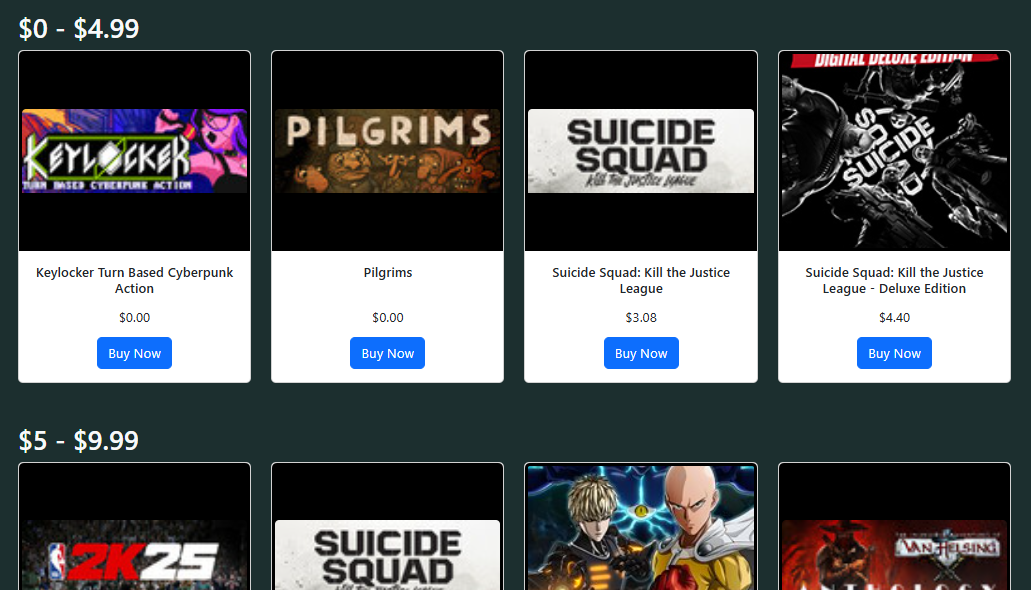 $0 - $4.99
KEYLOCKER
TURN BASED CYBERPUNK ACTION
PILGRIMS
SUICIDE
SQUAD
Kill the Justice League
DIGITAL DELUXE EDITION
SUICIDE
SQUAD
Keylocker Turn Based Cyberpunk
Action
Pilgrims
Suicide Squad: Kill the Justice
League
Suicide Squad: Kill the Justice
League - Deluxe Edition
$0.00
$0.00
$3.08
$4.40
Buy Now
Buy Now
Buy Now
Buy Now
$5 - $9.99
2K25
SUICIDE
SQUAD
VAN HELSING
ANTHOLOGY